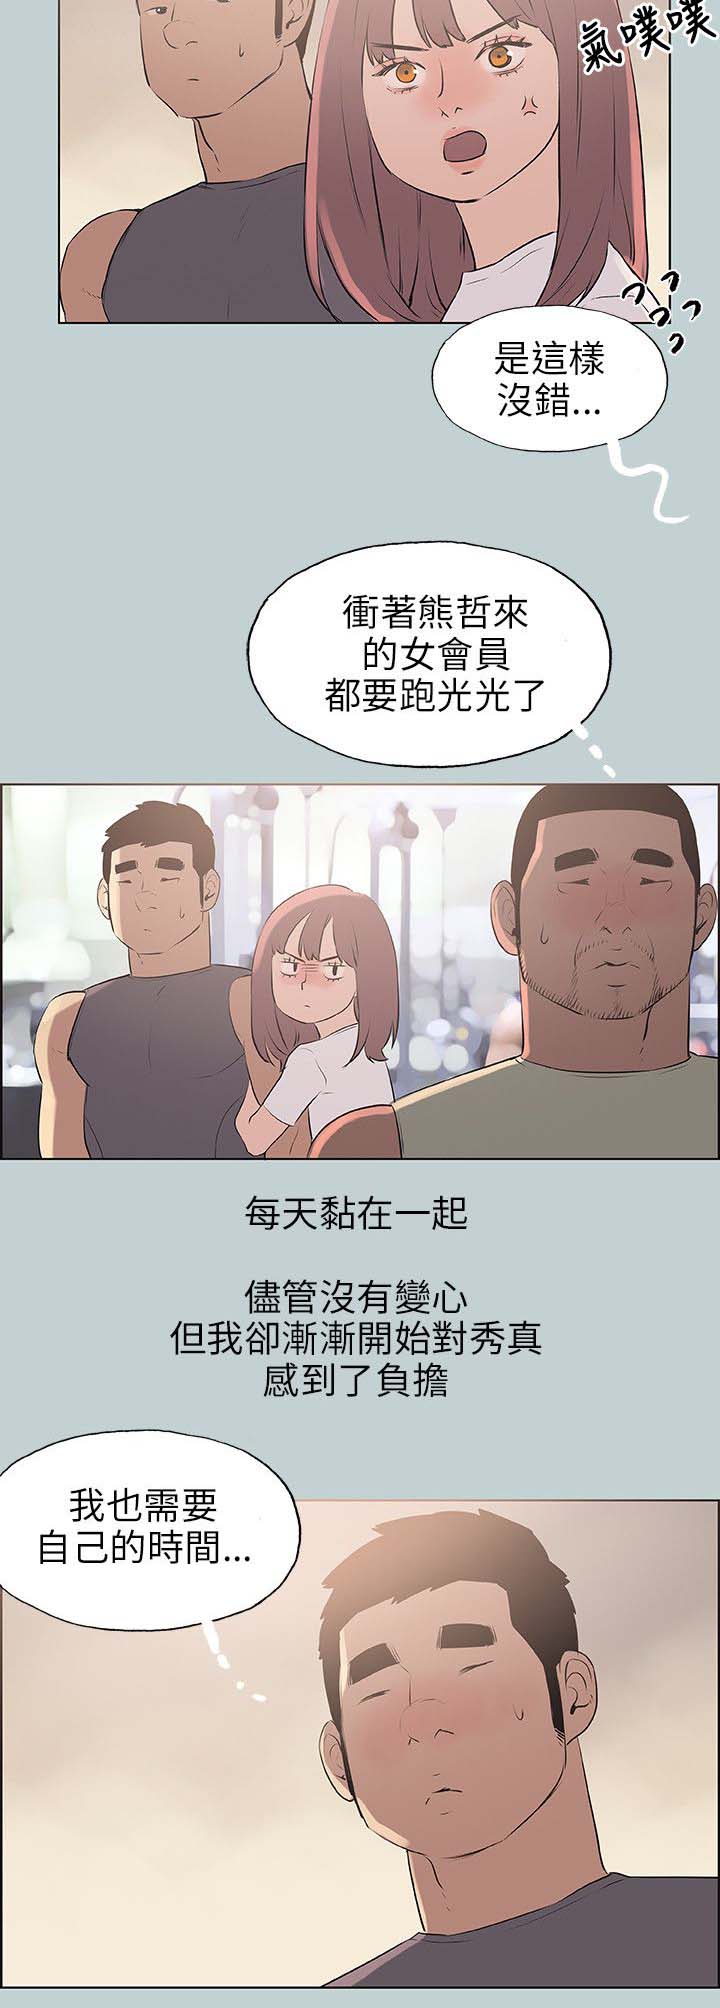 氣噗噗
是這樣
沒錯...
衝著熊哲來
的女會員
都要跑光光了
每天黏在一起
儘管沒有變心
但我卻漸漸開始對秀真
感到了負擔
我也需要
自己的時間...